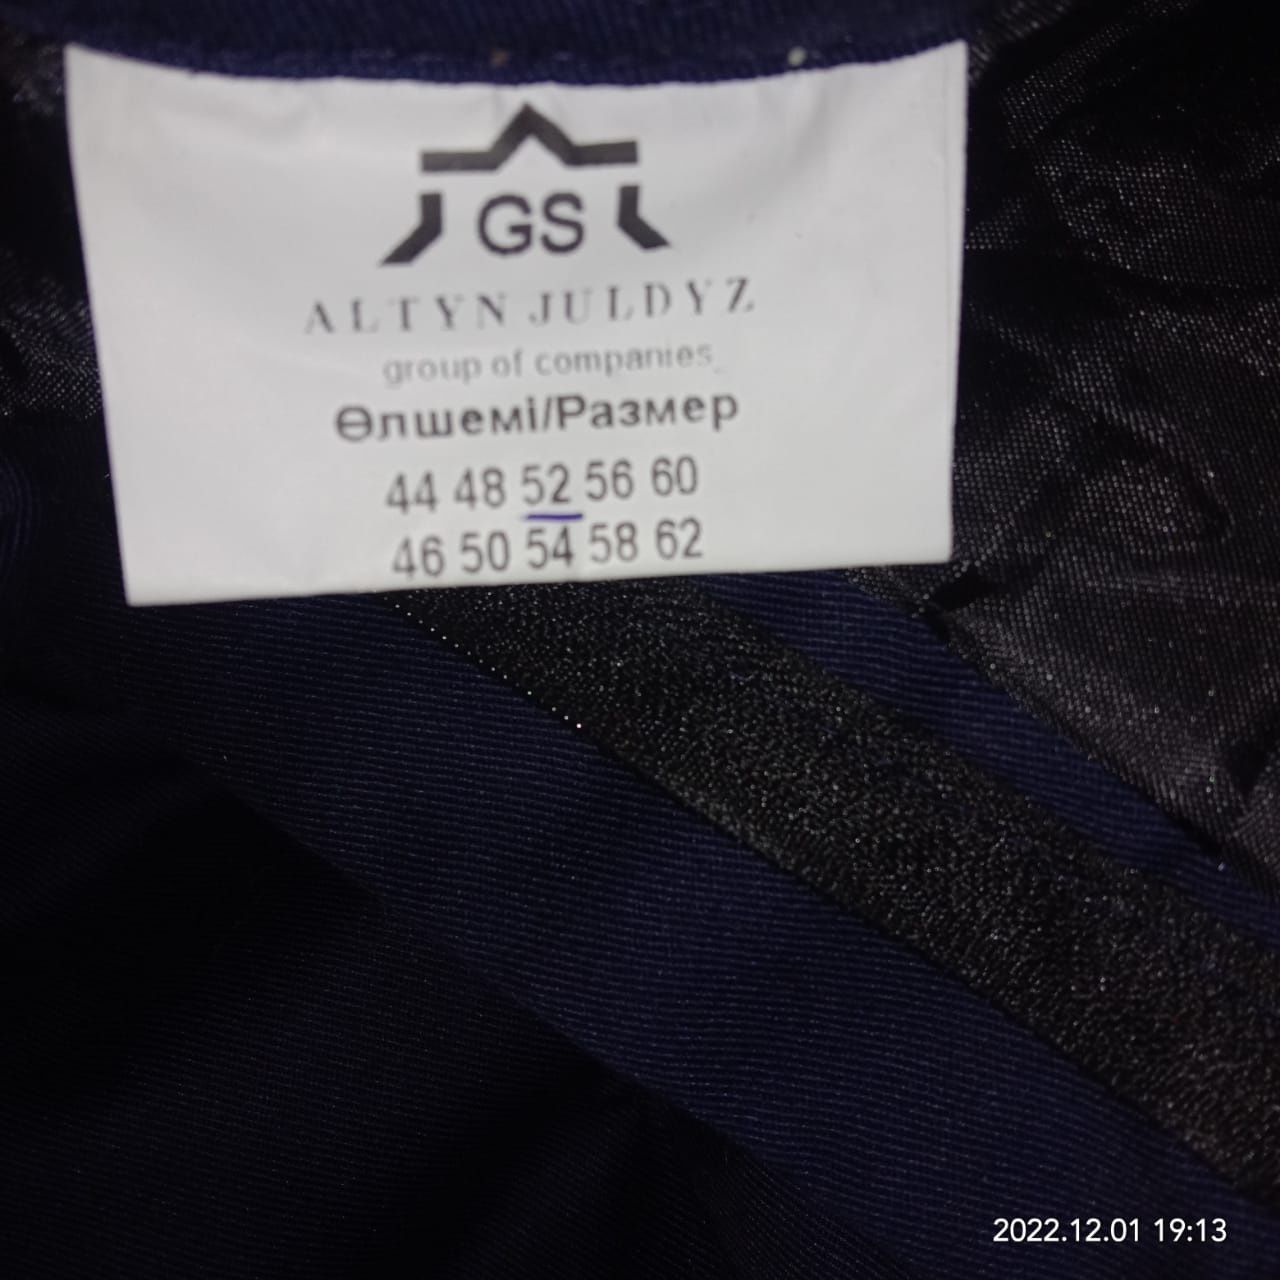 GS
ALTYN JULDYZ
group of companies
Өлшемі/Размер
44 48 52 56 60
46 50 54 58 62
2022.12.01 19:13